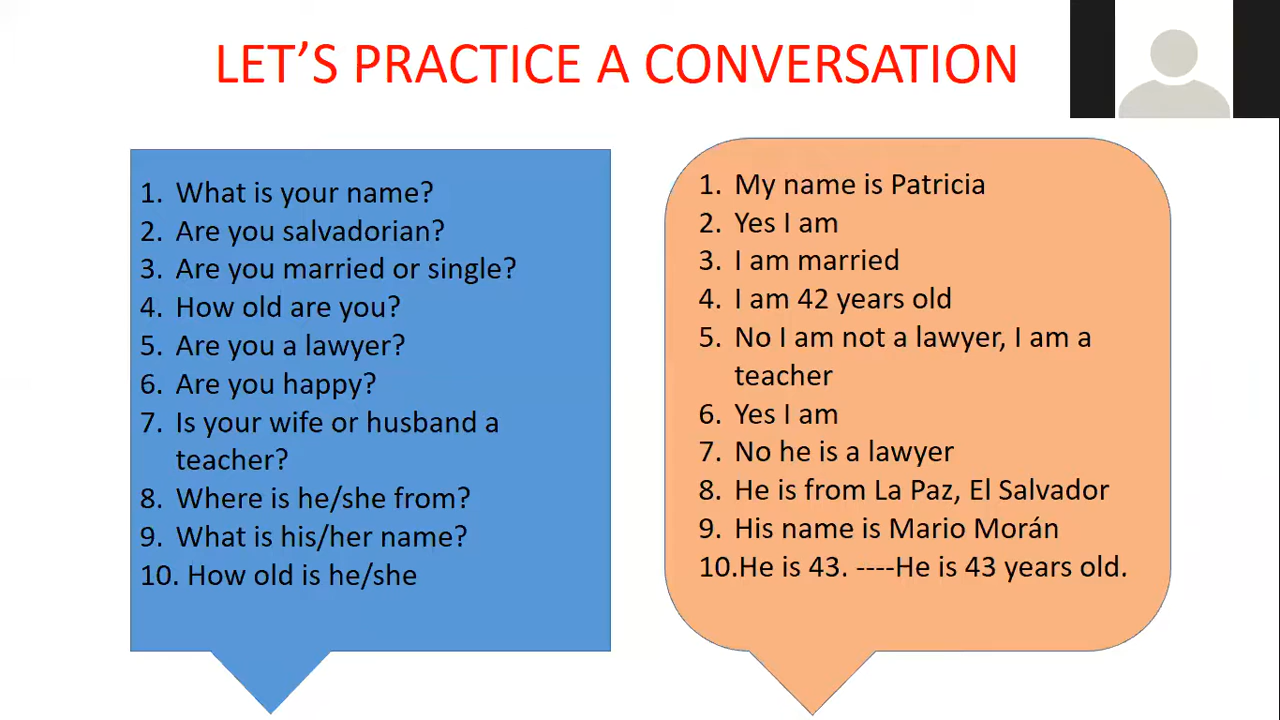 LET’S PRACTICE A CONVERSATION
1. What is your name?
2. Are you salvadorian?
3. Are you married or single?
4. How old are you?
5. Are you a lawyer?
6. Are you happy?
7. Is your wife or husband a
teacher?
8. Where is he/she from?
9. What is his/her name?
10. How old is he/she
1. My name is Patricia
2. Yes I am
3. I am married
4. I am 42 years old
5. No I am not a lawyer, I am a
teacher
6. Yes I am
7. No he is a lawyer
8. He is from La Paz, El Salvador
9. His name is Mario Morán
10.He is 43. ----He is 43 years old.